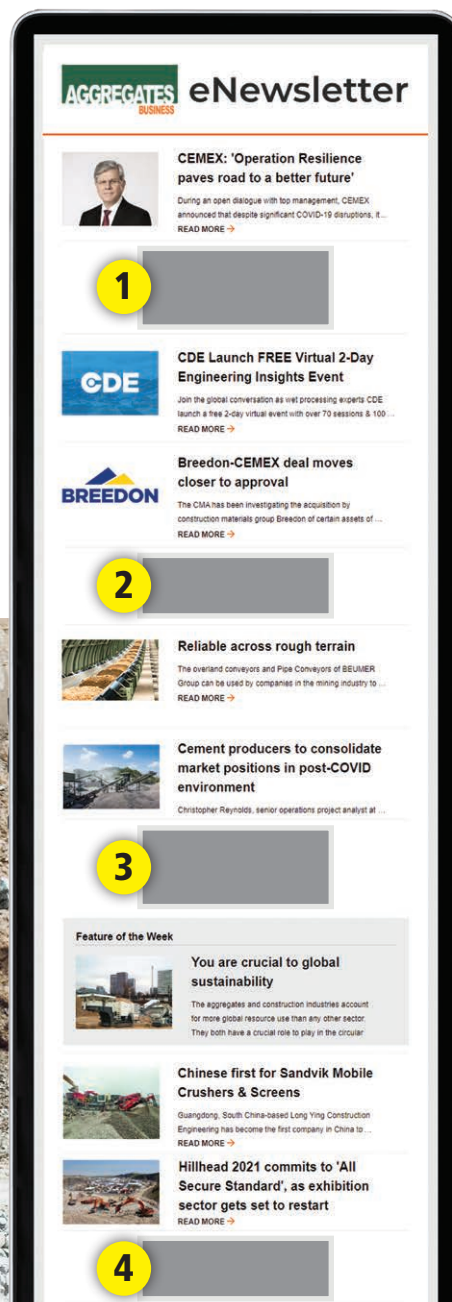 AGGREGATES
BUSINESS
eNewsletter
CEMEX: 'Operation Resilience
paves road to a better future'
During an open dialogue with top management, CEMEX
announced that despite significant COVID-19 disruptions, it ...
READ MORE →
1
CDE
CDE Launch FREE Virtual 2-Day
Engineering Insights Event
Join the global conversation as wet processing experts CDE
launch a free 2-day virtual event with over 70 sessions & 100 ...
READ MORE →
BREEDON
Breedon-CEMEX deal moves
closer to approval
The CMA has been investigating the acquisition by
construction materials group Breedon of certain assets of ...
READ MORE →
2
Reliable across rough terrain
The overland conveyors and Pipe Conveyors of BEUMER
Group can be used by companies in the mining industry to ...
READ MORE →
Cement producers to consolidate
market positions in post-COVID
environment
Christopher Reynolds, senior operations project analyst at ...
3
Feature of the Week
You are crucial to global
sustainability
The aggregates and construction industries account
for more global resource use than any other sector.
They both have a crucial role to play in the circular
Chinese first for Sandvik Mobile
Crushers & Screens
Guangdong, South China-based Long Ying Construction
Engineering has become the first company in China to ...
READ MORE →
Hillhead 2021 commits to 'All
Secure Standard', as exhibition
sector gets set to restart
READ MORE →
4